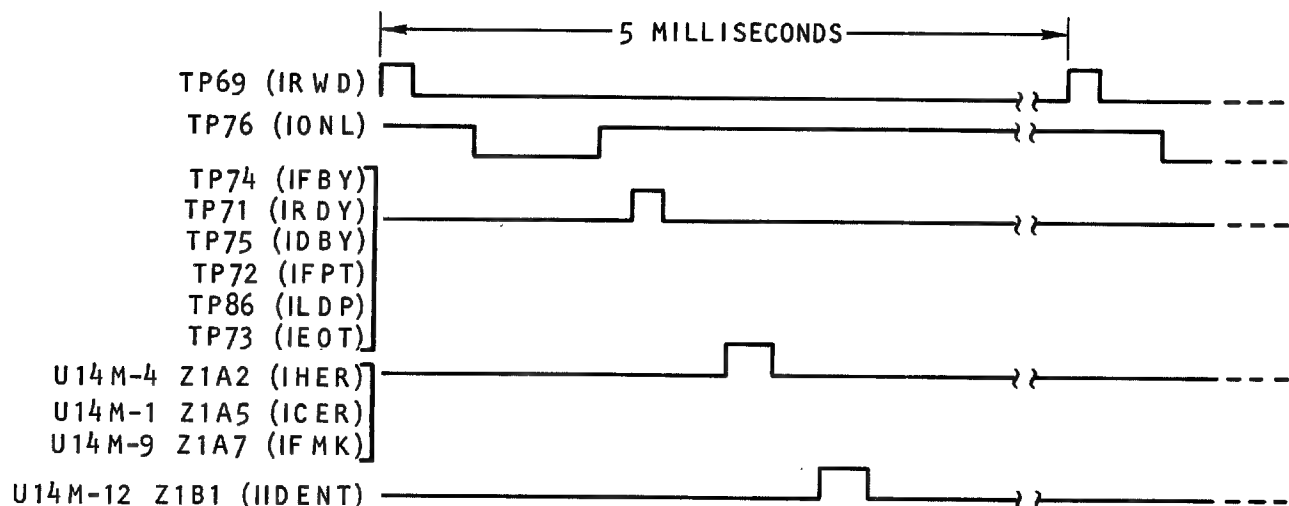 5 MILLISECONDS
TP69 (IRWD)
TP76 (IONL)
TP74 (IFBY)
TP71 (IRDY)
TP75 (IDBY)
TP72 (IFPT)
TP86 (ILDP)
TP73 (IEOT)
U14M-4 Z1A2 (IHER)
U14M-1 Z1A5 (ICER)
U14M-9 Z1A7 (IFMK)
U14M-12 Z1B1 (IIDENT)